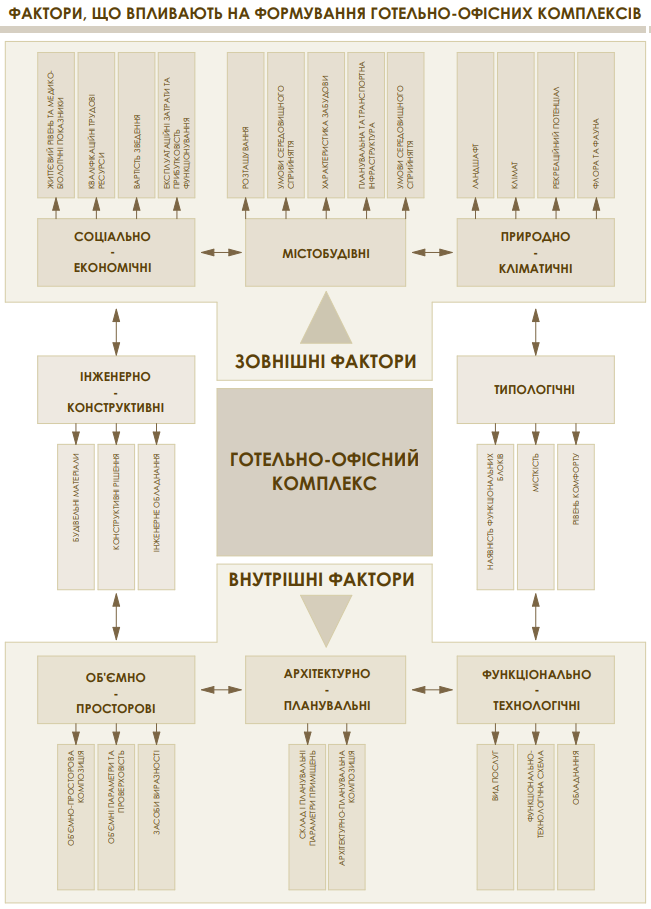 ФАКТОРИ, ЩО ВПЛИВАЮТЬ НА ФОРМУВАННЯ ГОТЕЛЬНО-ОФІСНИХ КОМПЛЕКСІВ
ЖИТЄВИЙ РІВЕНЬ ТА МЕДИКО-
БІОЛОГІЧНІ ПОКАЗНИКИ
КВАЛІФІКАЦІЙНІ ТРУДОВІ
РЕСУРСИ
ВАРТІСТЬ ЗВЕДЕННЯ
ЕКСПЛУАТАЦІЙНІ ЗАТРАТИ ТА
ПРИБУТКОВІСТЬ
ФУНКЦІОНУВАННЯ
РОЗТАШУВАННЯ
УМОВИ СЕРЕДОВИЩНОГО
СПРИЙНЯТТЯ
ХАРАКТЕРИСТИКА ЗАБУДОВИ
ПЛАНУВАЛЬНА ТА ТРАНСПОРТНА
ІНФРАСТРУКТУРА
УМОВИ СЕРЕДОВИЩНОГО
СПРИЙНЯТТЯ
ЛАНДШАФТ
КЛІМАТ
РЕКРЕАЦІЙНИЙ ПОТЕНЦІАЛ
ФЛОРА ТА ФАУНА
СОЦІАЛЬНО
-
ЕКОНОМІЧНІ
МІСТОБУДІВНІ
ПРИРОДНО
-
КЛІМАТИЧНІ
ЗОВНІШНІ ФАКТОРИ
ІНЖЕНЕРНО
-
КОНСТРУКТИВНІ
ТИПОЛОГІЧНІ
БУДІВЕЛЬНІ МАТЕРІАЛИ
КОНСТРУКТИВНІ РІШЕННЯ
ІНЖЕНЕРНЕ ОБЛАДНАННЯ
ГОТЕЛЬНО-ОФІСНИЙ
КОМПЛЕКС
НАЯВНІСТЬ ФУНКЦІОНАЛЬНИХ
БЛОКІВ
МІСТКІСТЬ
РІВЕНЬ КОМФОРТУ
ВНУТРІШНІ ФАКТОРИ
ОБ'ЄМНО
-
ПРОСТОРОВІ
АРХІТЕКТУРНО
-
ПЛАНУВАЛЬНІ
ФУНКЦІОНАЛЬНО
-
ТЕХНОЛОГІЧНІ
ОБ'ЄМНО-ПРОСТОРОВА
КОМПОЗИЦІЯ
ОБ'ЄМНІ ПАРАМЕТРИ ТА
ПРОВЕРХОВІСТЬ
ЗАСОБИ ВИРАЗНОСТІ
СКЛАД І ПЛАНУВАЛЬНІ
ПАРАМЕТРИ ПРИМІЩЕНЬ
АРХІТЕКТУРНО-ПЛАНУВАЛЬНА
КОМПОЗИЦІЯ
ВИД ПОСЛУГ
ФУНКЦІОНАЛЬНО-
ТЕХНОЛОГІЧНА СХЕМА
ОБЛАДНАННЯ